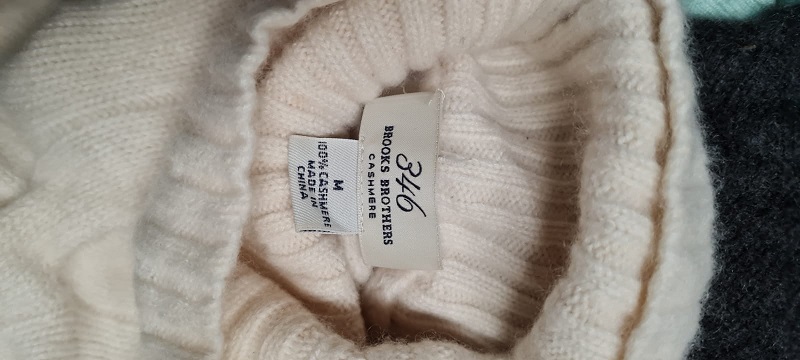 346
BROOKS BROTHERS
CASHMERE
M
100% CASHMERE
MADE IN
CHINA